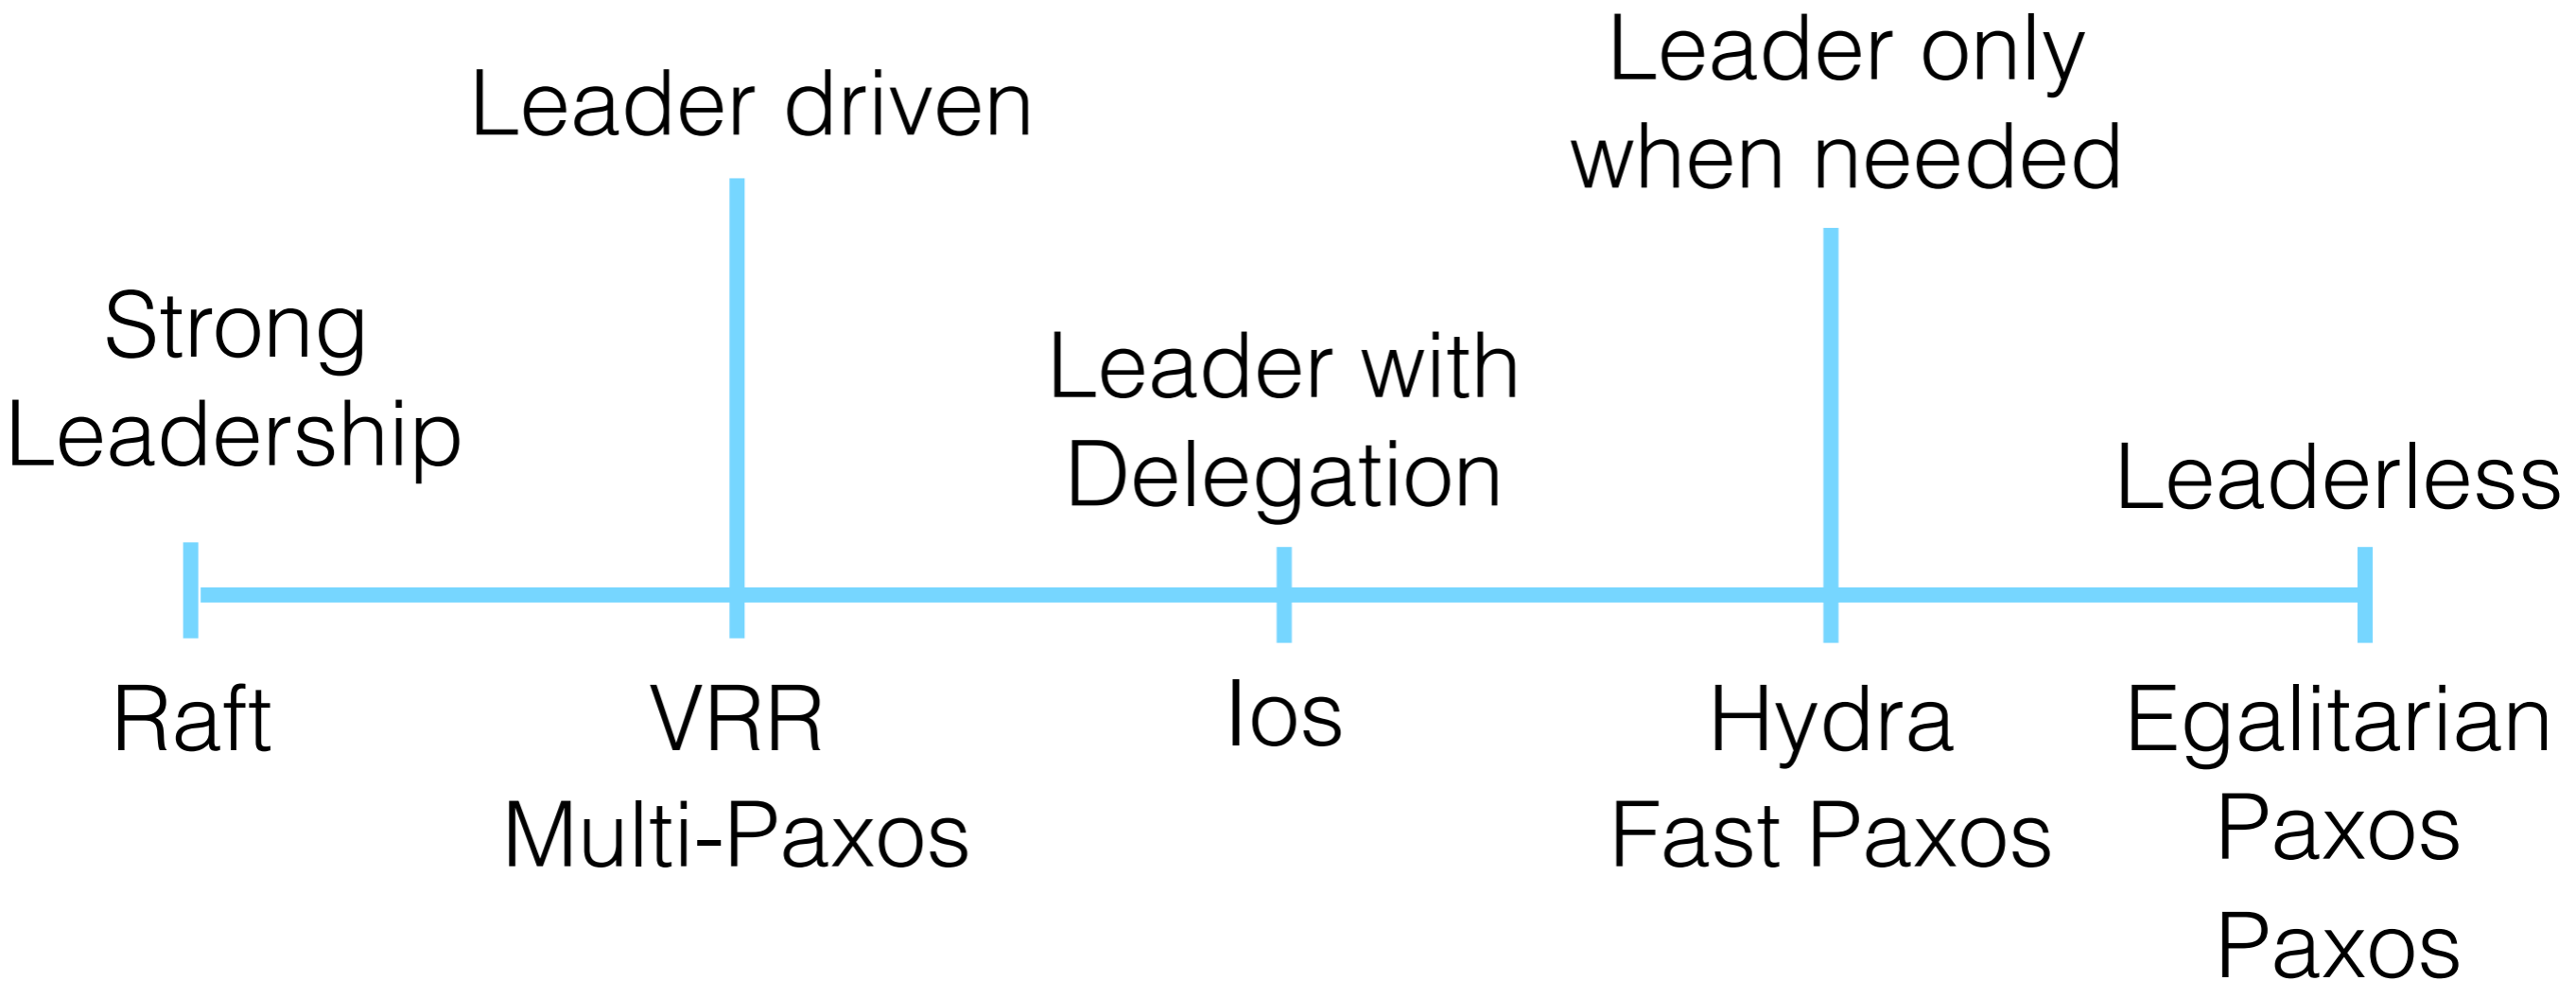 Leader only
when needed
Leader driven
Strong
Leadership
Leader with
Delegation
Leaderless
Raft
VRR
Multi-Paxos
Ios
Hydra
Fast Paxos
Egalitarian
Paxos
Paxos